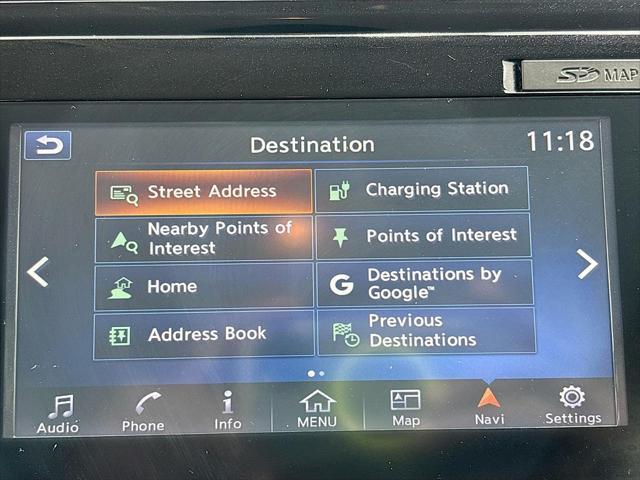 SD MAP
Destination
11:18
Street Address
Charging Station
Nearby Points of
Interest
Points of Interest
Home
Destinations by
Google™
Address Book
Previous
Destinations
Audio
Phone
Info
MENU
Map
Navi
Settings